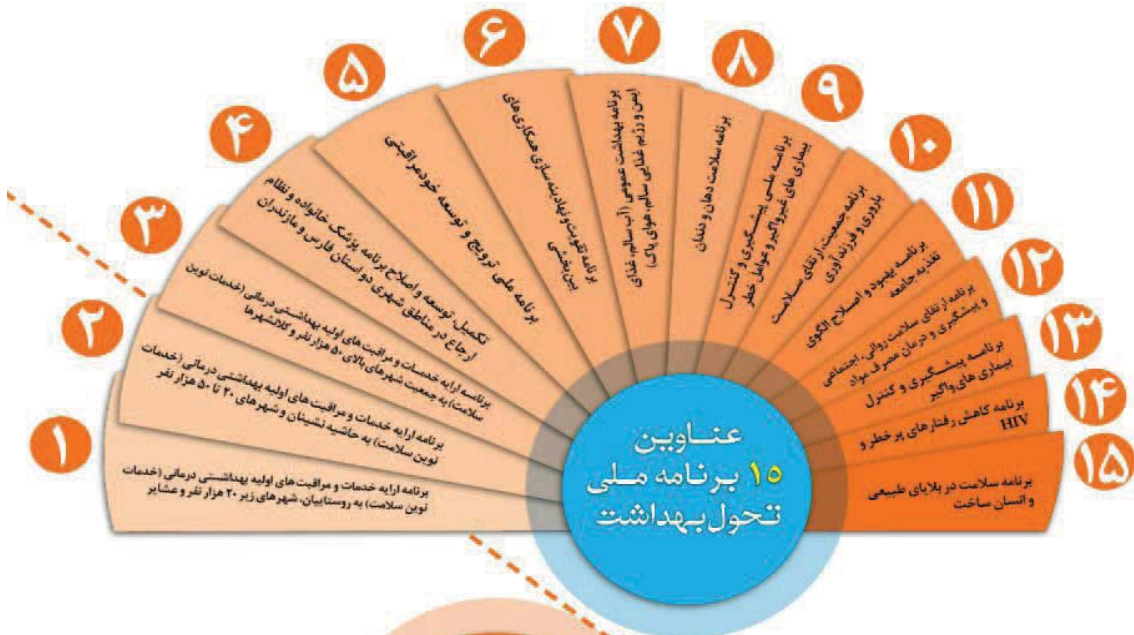 عناوین
۱۵ برنامه ملی
تحول بهداشت
۱
برنامه ارایه خدمات و مراقبت های اولیه بهداشتی درمانی (خدمات
نوین سلامت) به روستاییان، شهرهای زیر ۲۰ هزار نفر و عشایر
۲
برنامه ارایه خدمات و مراقبت های اولیه بهداشتی درمانی (خدمات
نوین سلامت) به حاشیه نشینان و شهرهای ۲۰ تا ۵۰ هزار نفر
۳
برنامه ارایه خدمات و مراقبت های اولیه بهداشتی درمانی (خدمات نوین
سلامت) به جمعیت شهرهای بالای ۵۰ هزار نفر و کلانشهرها
۴
تکمیل، توسعه و اصلاح برنامه پزشک خانواده و نظام
ارجاع در مناطق شهری دو استان فارس و مازندران
۵
برنامه ملی ترویج و توسعه خودمراقبتی
۶
برنامه تقویت و نهادینه سازی همکاری های
بین بخشی
۷
برنامه بهداشت عمومی (آب سالم، غذای
ایمن و رژیم غذایی سالم، هوای پاک)
۸
برنامه سلامت دهان و دندان
۹
برنامه ملی پیشگیری و کنترل
بیماری های غیرواگیر و عوامل خطر
۱۰
برنامه جمعیت، ارتقای سلامت
باروری و فرزندآوری
۱۱
برنامه بهبود و اصلاح الگوی
تغذیه جامعه
۱۲
برنامه ارتقای سلامت روانی، اجتماعی
و پیشگیری و درمان مصرف مواد
۱۳
برنامه پیشگیری و کنترل
بیماری های واگیر
۱۴
برنامه کاهش رفتارهای پر خطر و
HIV
۱۵
برنامه سلامت در بلایای طبیعی
و انسان ساخت